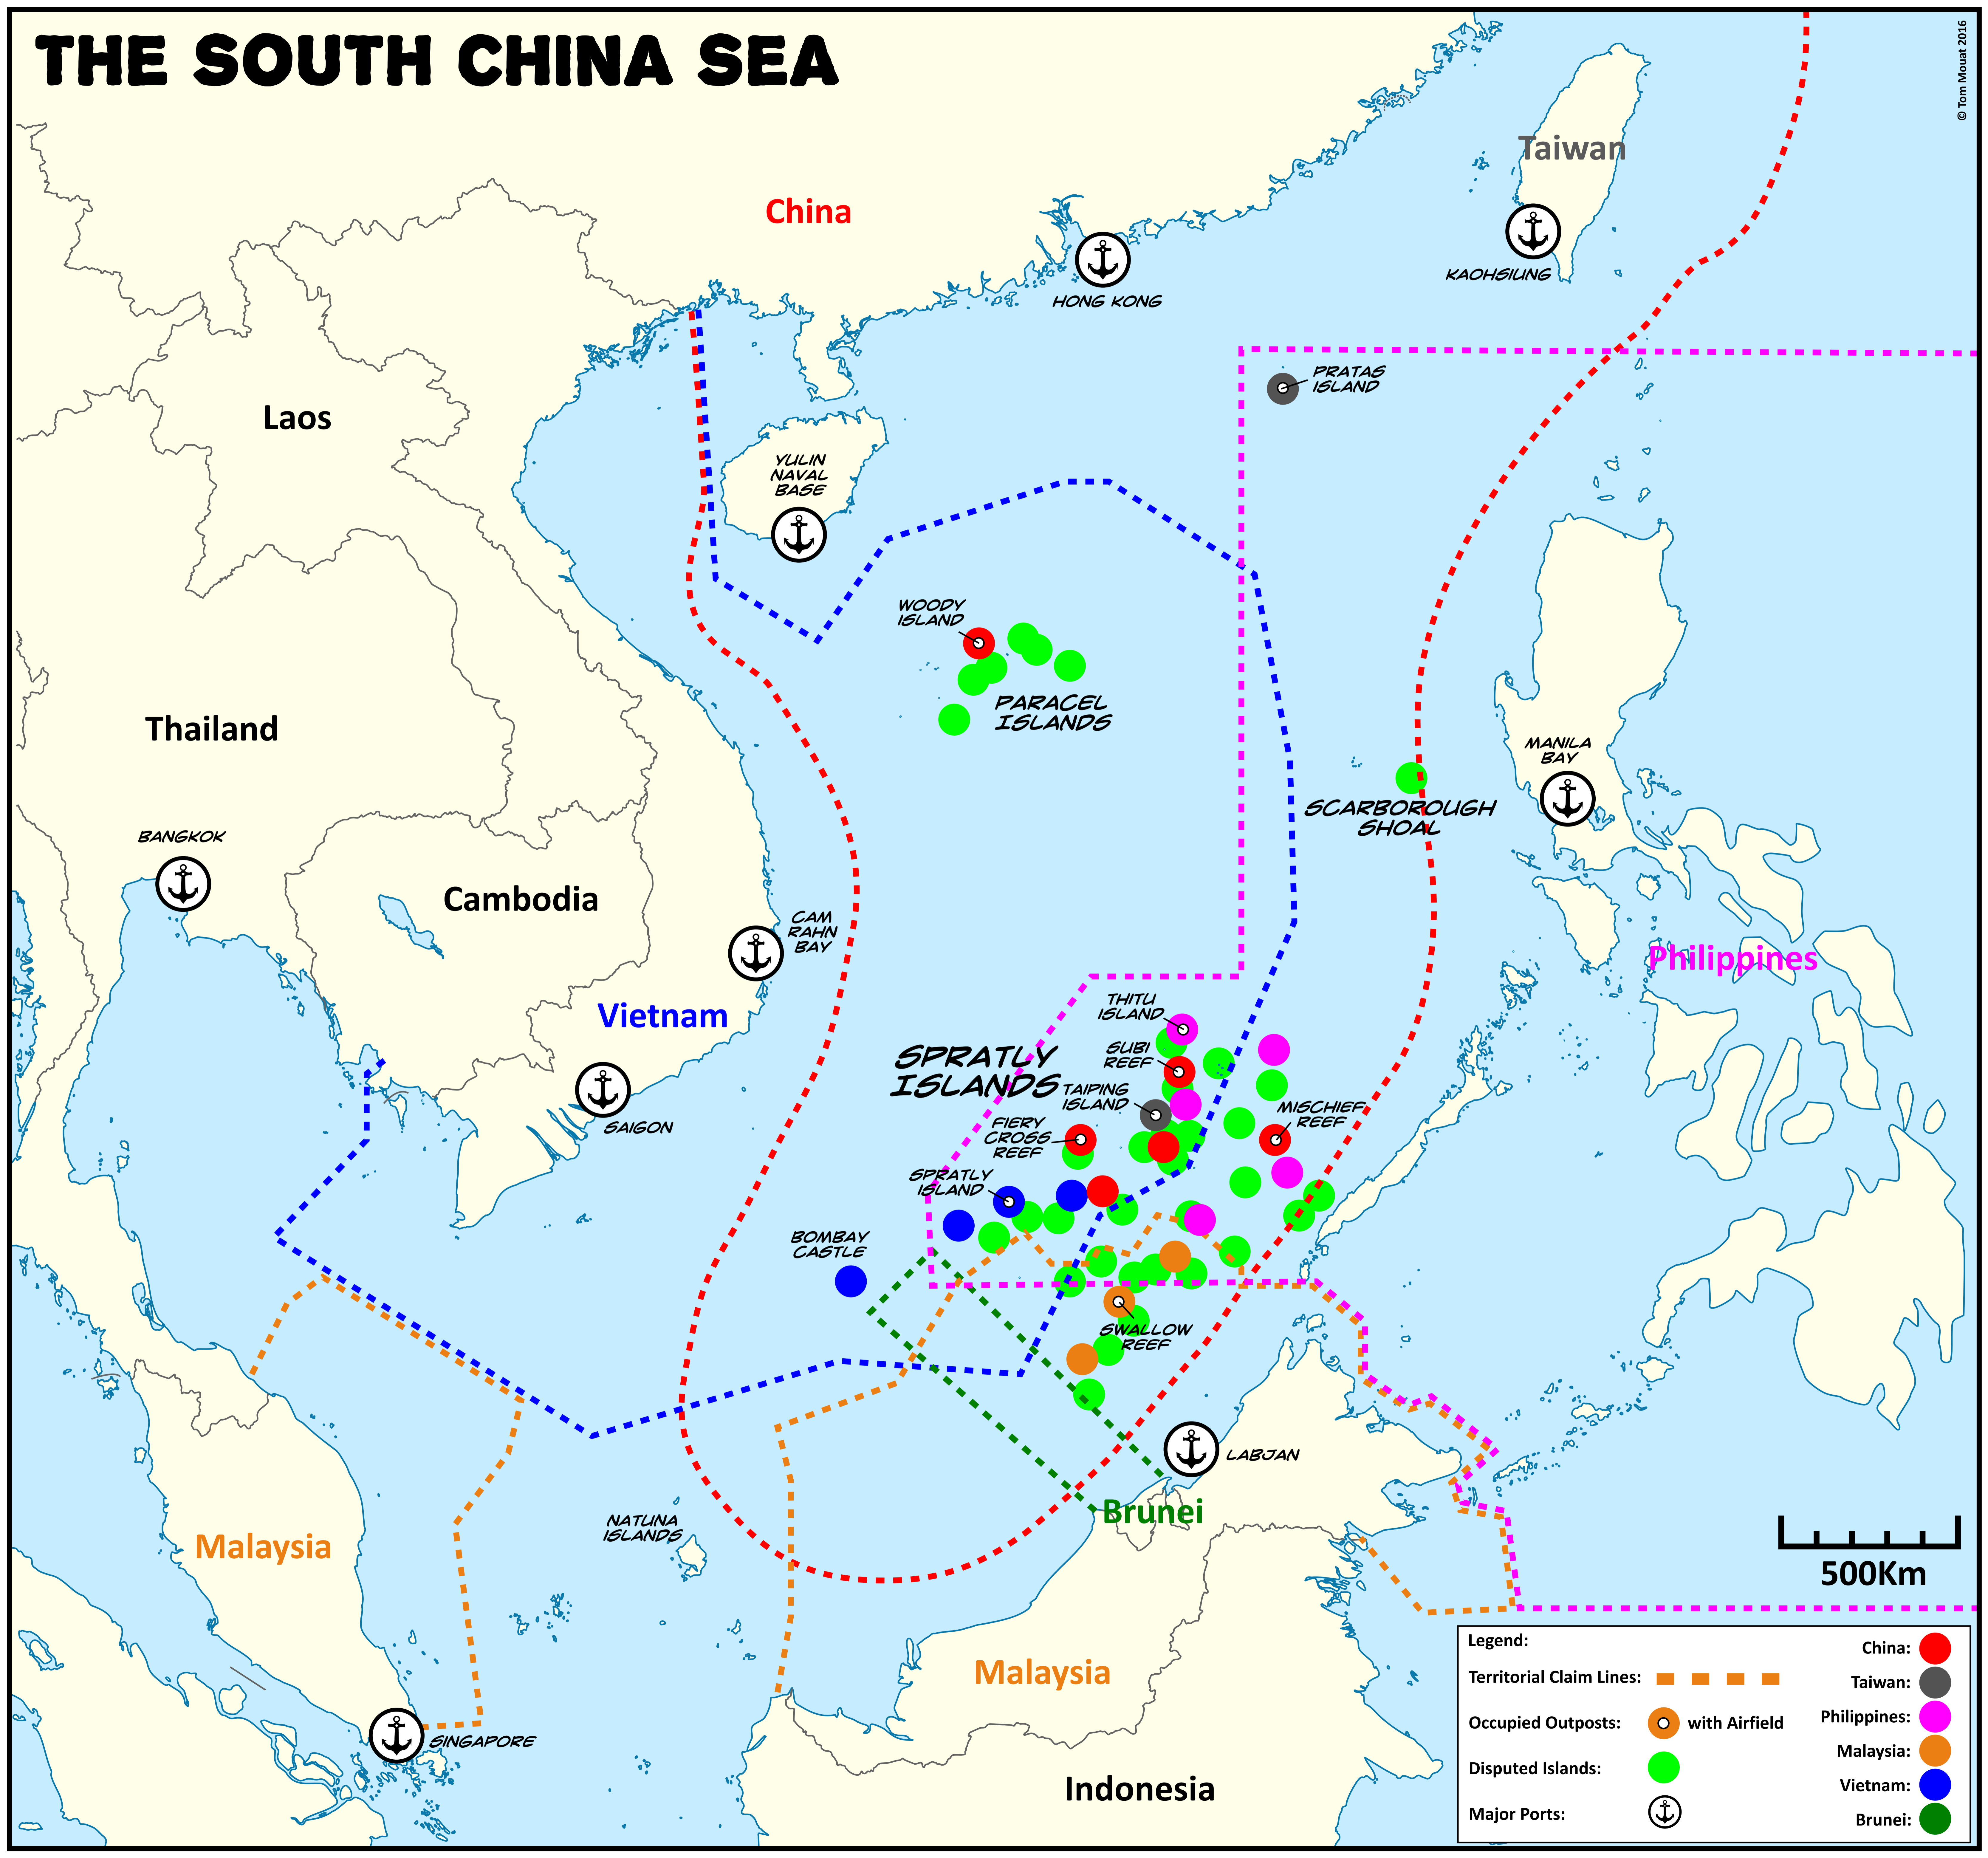 THE SOUTH CHINA SEA
© Tom Mouat 2016
Taiwan
China
KAOHSIUNG
HONG KONG
PRATAS
ISLAND
Laos
YULIN
NAVAL
BASE
WOODY
ISLAND
PARACEL
ISLANDS
Thailand
MANILA
BAY
SCARBOROUGH
SHOAL
BANGKOK
Cambodia
CAM
RAHN
BAY
Philippines
Vietnam
THITU
ISLAND
SPRATLY
ISLANDS
SUBI
REEF
TAIPING
ISLAND
MISCHIEF
REEF
FIERY
CROSS
REEF
SAIGON
SPRATLY
ISLAND
BOMBAY
CASTLE
SWALLOW
REEF
LABJAN
Brunei
NATUNA
ISLANDS
Malaysia
500Km
Malaysia
SINGAPORE
Indonesia
Legend:
Territorial Claim Lines:
Occupied Outposts:
with Airfield
Disputed Islands:
Major Ports:
China:
Taiwan:
Philippines:
Malaysia:
Vietnam:
Brunei: